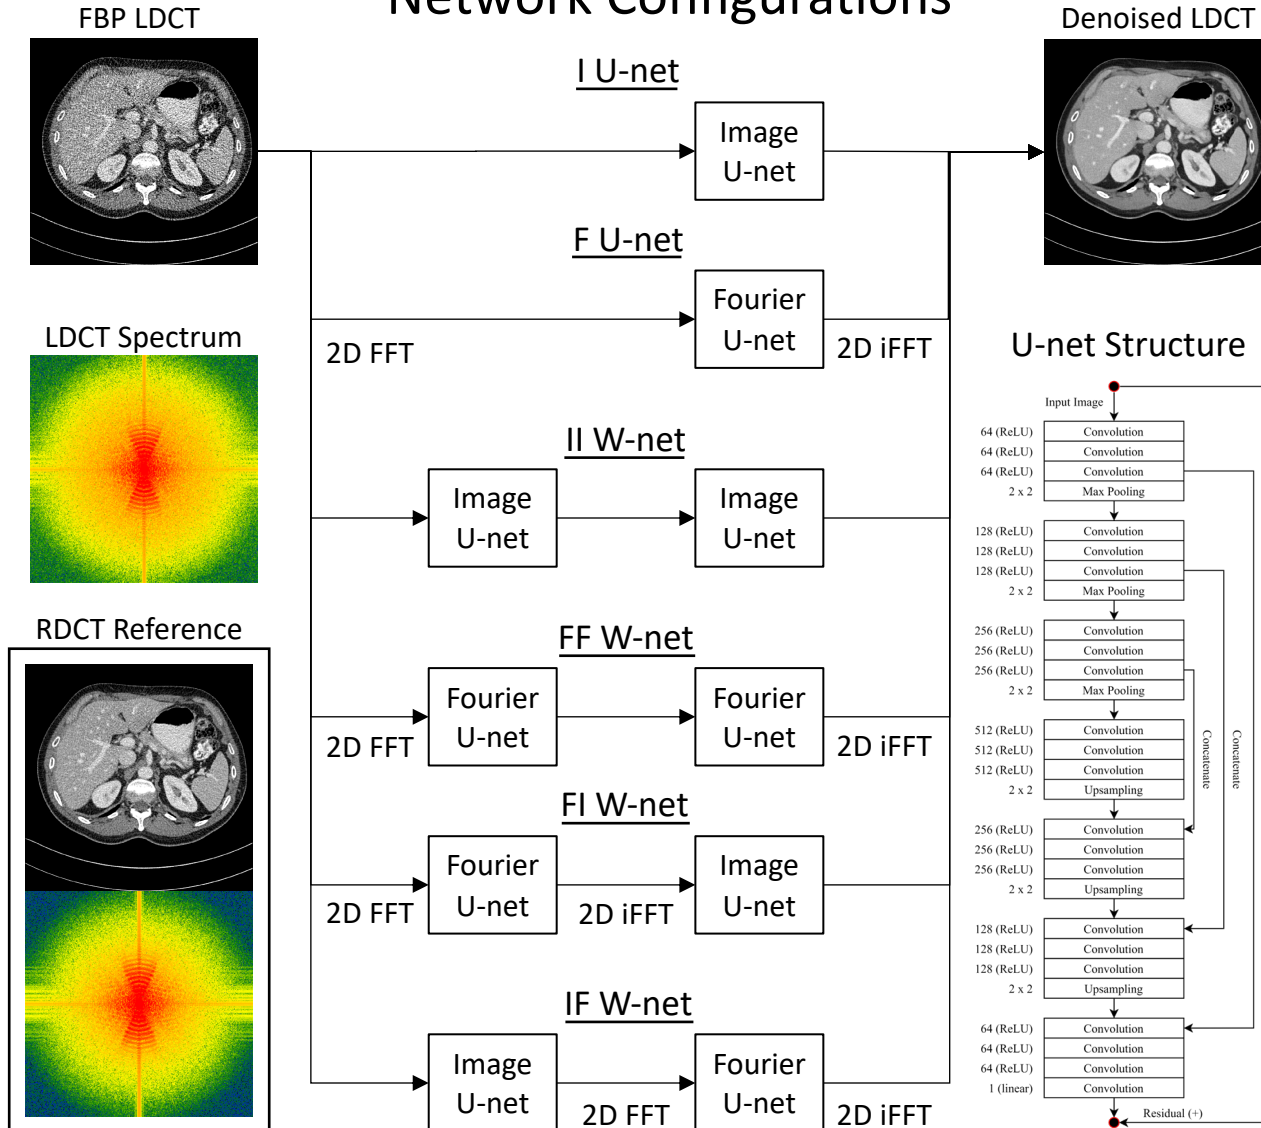 Network Configurations
FBP LDCT
Denoised LDCT
I U-net
Image
U-net
F U-net
Fourier
U-net
2D FFT
2D iFFT
LDCT Spectrum
II W-net
Image
U-net
Image
U-net
RDCT Reference
FF W-net
Fourier
U-net
Fourier
U-net
2D FFT
2D iFFT
FI W-net
Fourier
U-net
Image
U-net
2D FFT
2D iFFT
IF W-net
Image
U-net
Fourier
U-net
2D FFT
2D iFFT
U-net Structure
Input Image
64 (ReLU) Convolution
64 (ReLU) Convolution
64 (ReLU) Convolution
2 x 2 Max Pooling
128 (ReLU) Convolution
128 (ReLU) Convolution
128 (ReLU) Convolution
2 x 2 Max Pooling
256 (ReLU) Convolution
256 (ReLU) Convolution
256 (ReLU) Convolution
2 x 2 Max Pooling
512 (ReLU) Convolution
512 (ReLU) Convolution
512 (ReLU) Convolution
2 x 2 Upsampling
Concatenate
Concatenate
256 (ReLU) Convolution
256 (ReLU) Convolution
256 (ReLU) Convolution
2 x 2 Upsampling
128 (ReLU) Convolution
128 (ReLU) Convolution
128 (ReLU) Convolution
2 x 2 Upsampling
64 (ReLU) Convolution
64 (ReLU) Convolution
64 (ReLU) Convolution
1 (linear) Convolution
Residual (+)